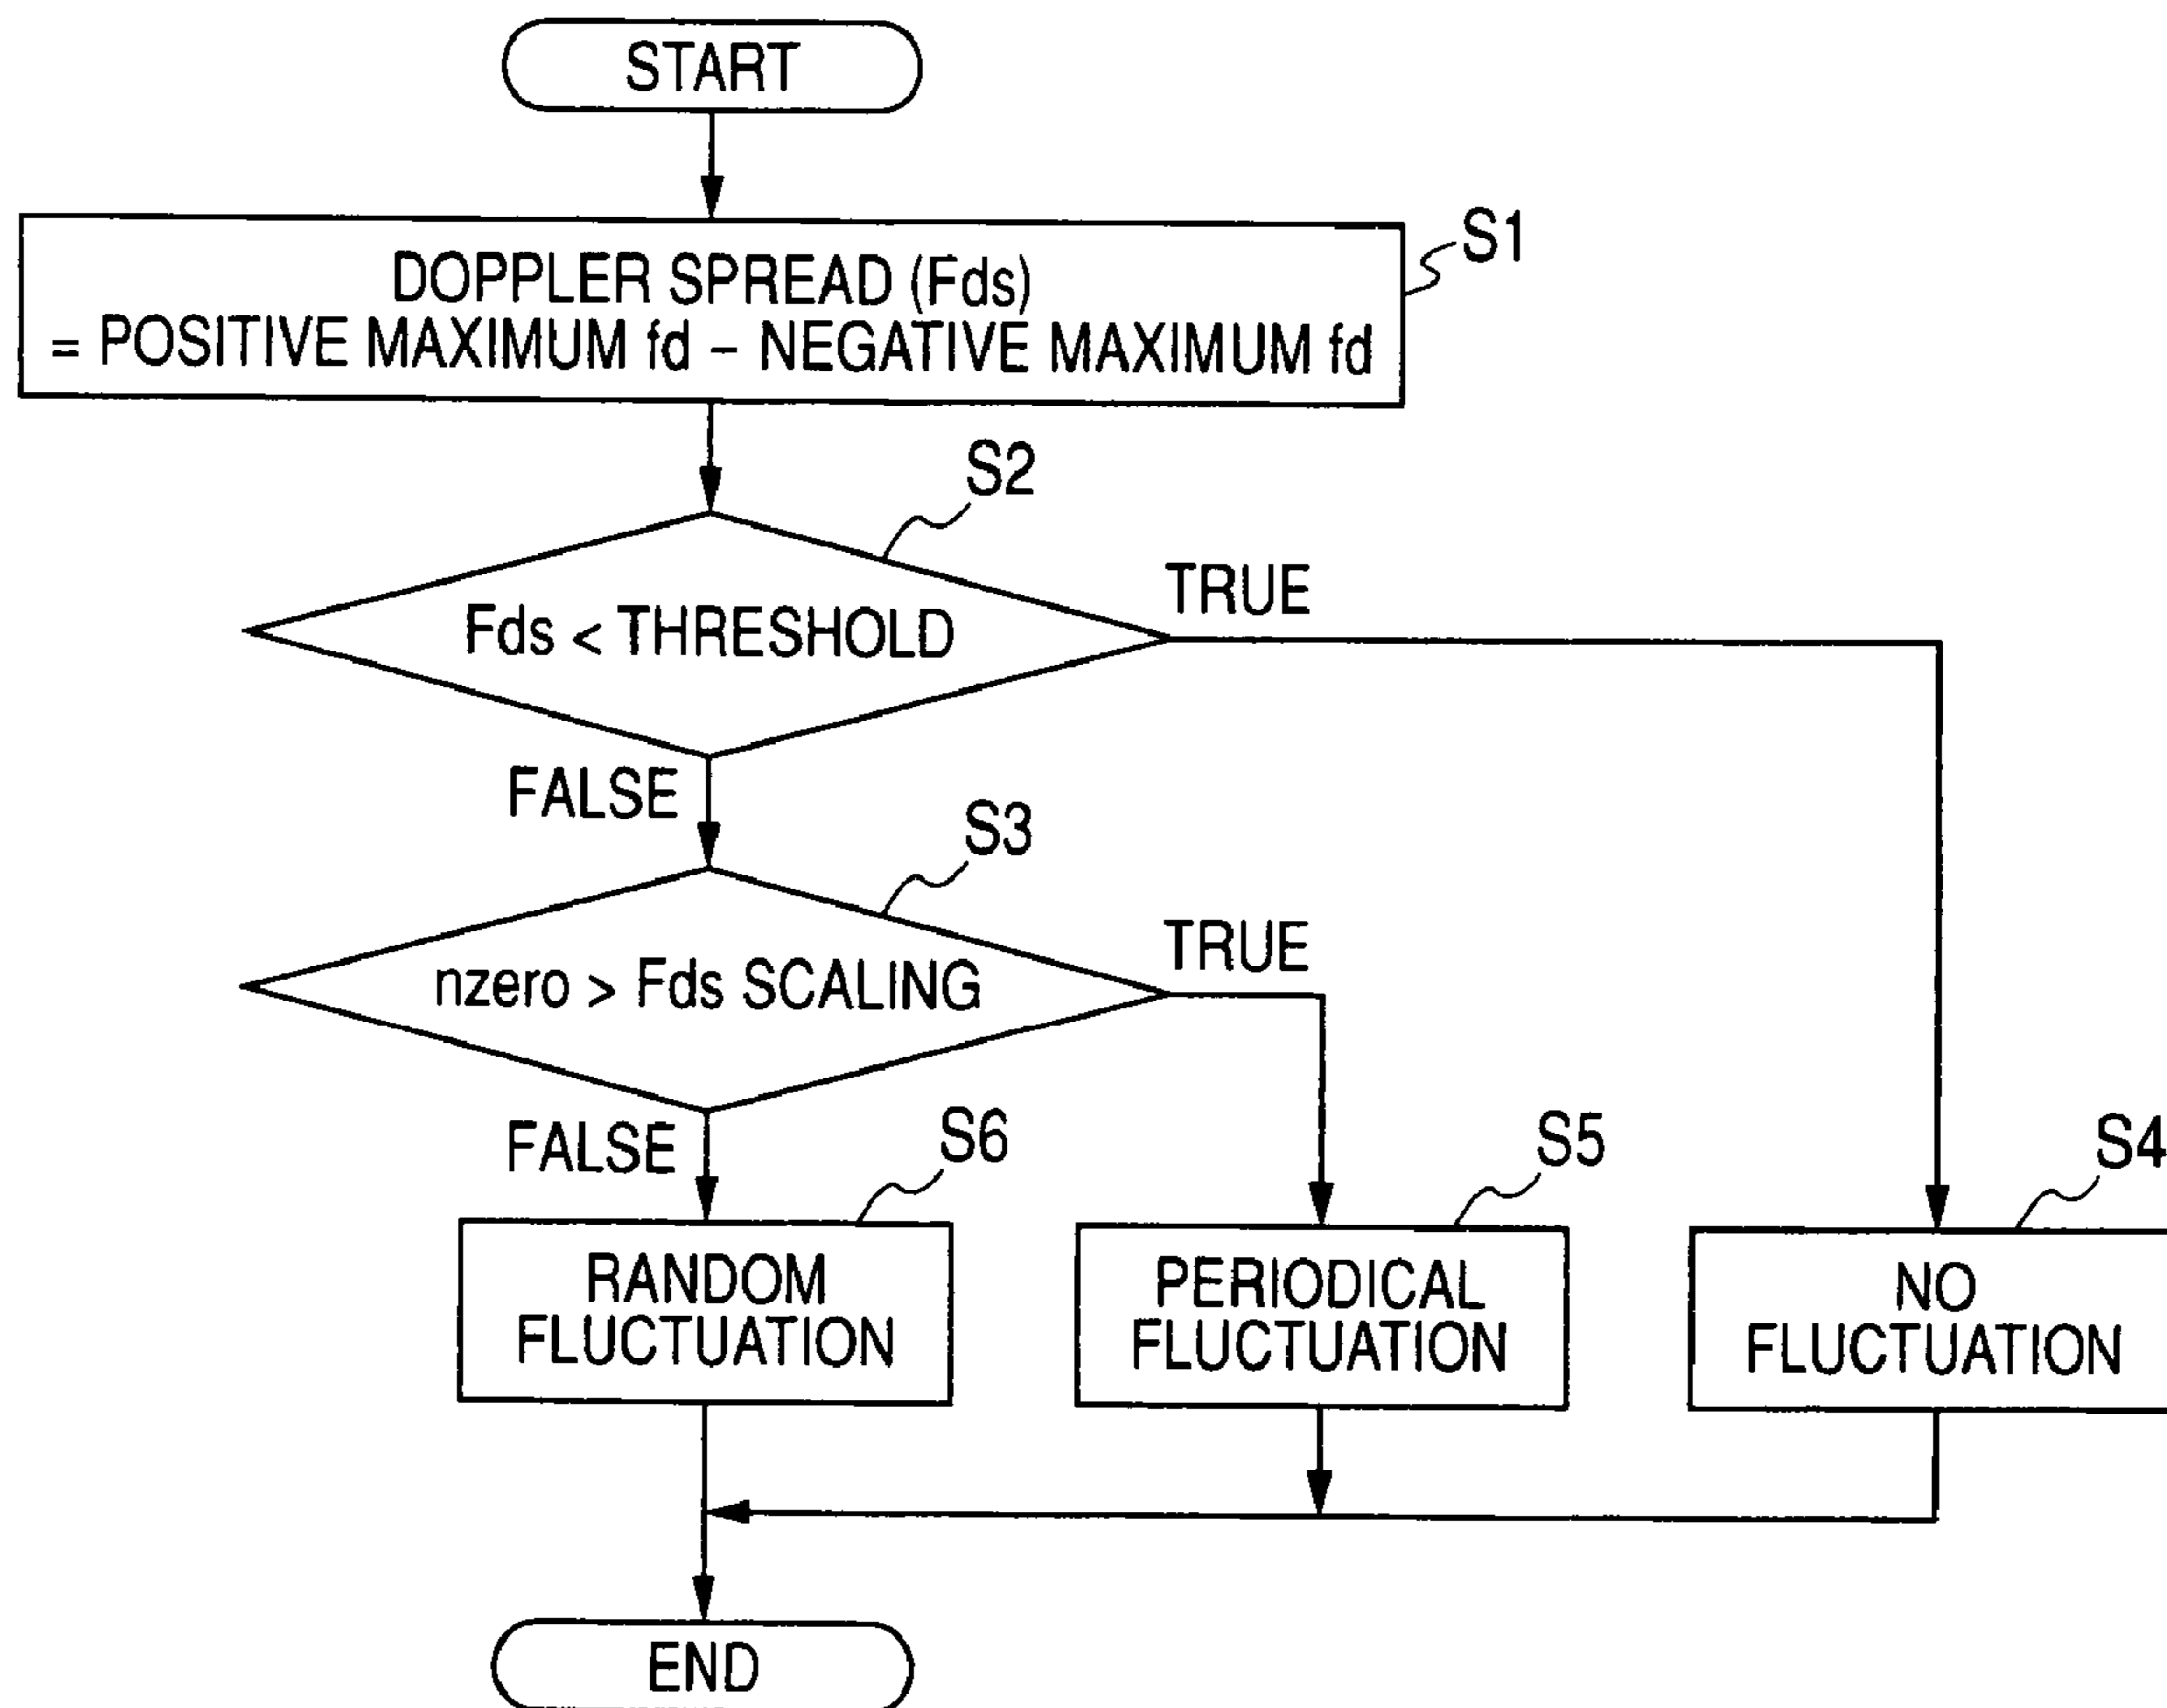 START
DOPPLER SPREAD (Fds)
= POSITIVE MAXIMUM fd – NEGATIVE MAXIMUM fd
S1
S2
Fds < THRESHOLD
TRUE
FALSE
S3
nzero > Fds SCALING
TRUE
FALSE
S6
S5
S4
RANDOM
FLUCTUATION
PERIODICAL
FLUCTUATION
NO
FLUCTUATION
END